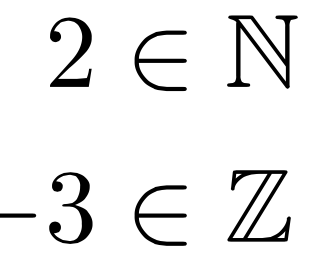 2 ∈ ℕ
−3 ∈ ℤ